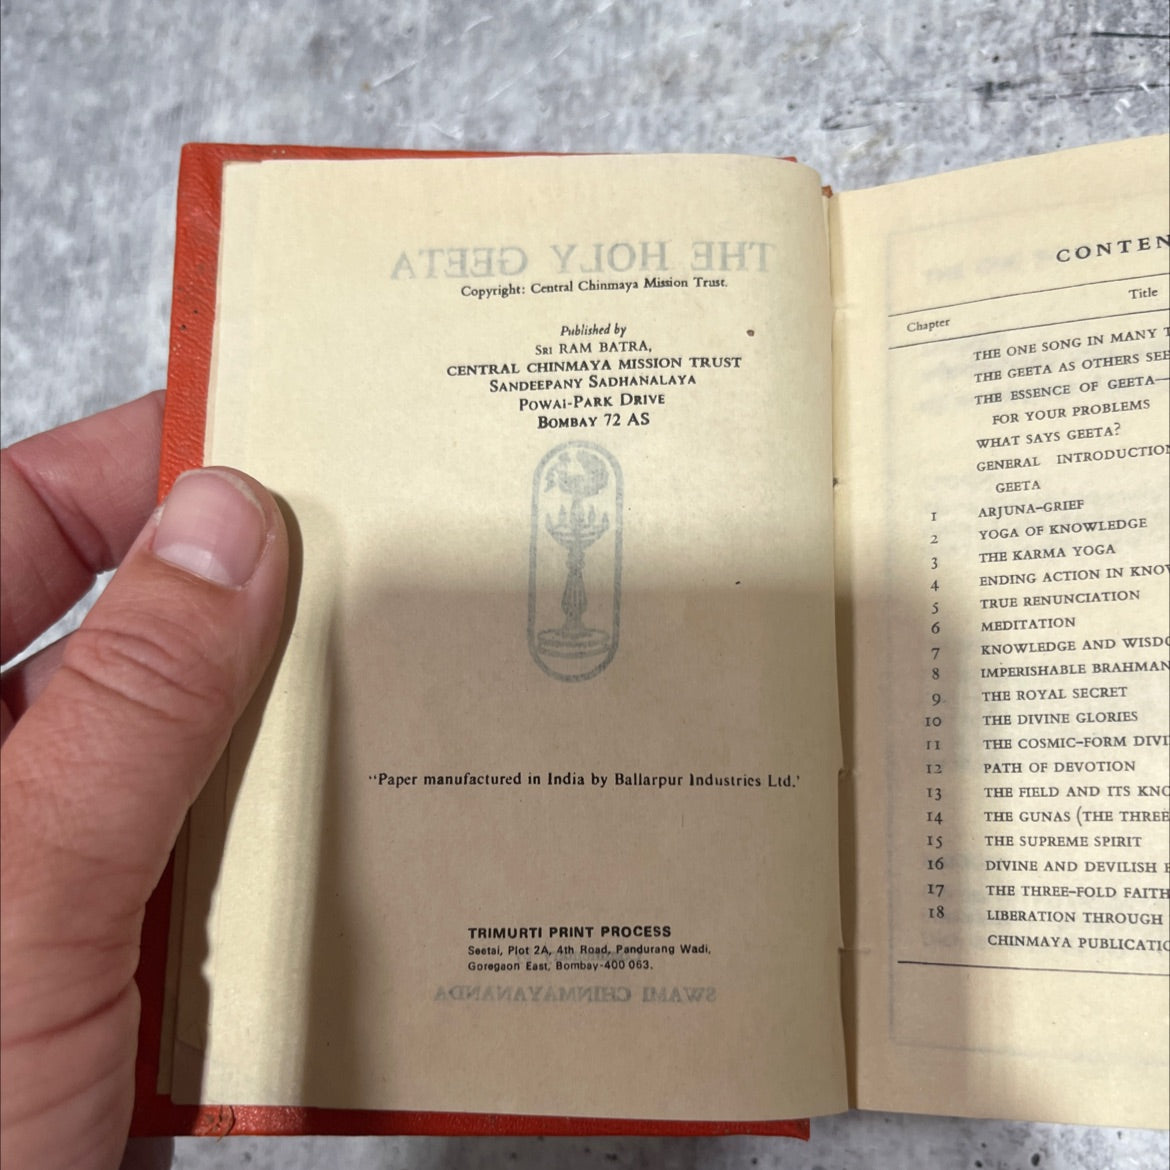 THE HOLY GEETA
Copyright: Central Chinmaya Mission Trust.
Published by
SRI RAM BATRA,
CENTRAL CHINMAYA MISSION TRUST
SANDEEPANY SADHANALAYA
POWAI-PARK DRIVE
BOMBAY 72 AS
"Paper manufactured in India by Ballarpur Industries Ltd.'
TRIMURTI PRINT PROCESS
Seetai, Plot 2A, 4th Road, Pandurang Wadi,
Goregaon East, Bombay-400 063.
SWAMI CHINMAYANANDA
CONTEN
Chapter Title
THE ONE SONG IN MANY T
THE GEETA AS OTHERS SEE
THE ESSENCE OF GEETA—
FOR YOUR PROBLEMS
WHAT SAYS GEETA?
GENERAL INTRODUCTION
GEETA
1 ARJUNA-GRIEF
2 YOGA OF KNOWLEDGE
3 THE KARMA YOGA
4 ENDING ACTION IN KNOW
5 TRUE RENUNCIATION
6 MEDITATION
7 KNOWLEDGE AND WISDO
8 IMPERISHABLE BRAHMAN
9 THE ROYAL SECRET
10 THE DIVINE GLORIES
11 THE COSMIC-FORM DIVI
12 PATH OF DEVOTION
13 THE FIELD AND ITS KNO
14 THE GUNAS (THE THREE
15 THE SUPREME SPIRIT
16 DIVINE AND DEVILISH E
17 THE THREE-FOLD FAITH
18 LIBERATION THROUGH
CHINMAYA PUBLICATIO